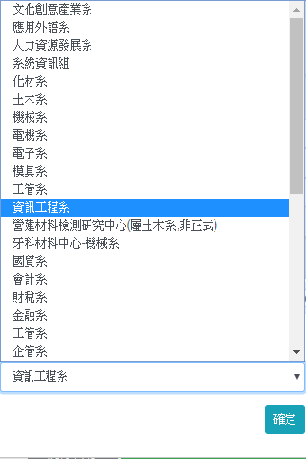 文化創意產業系
應用外語系
人力資源發展系
系統資訊組
化材系
土木系
機械系
電機系
電子系
模具系
工管系
資訊工程系
營建材料檢測研究中心(屬土木系,非正式)
牙科材料中心-機械系
國貿系
會計系
財稅系
金融系
工管系
企管系
資訊工程系
確定